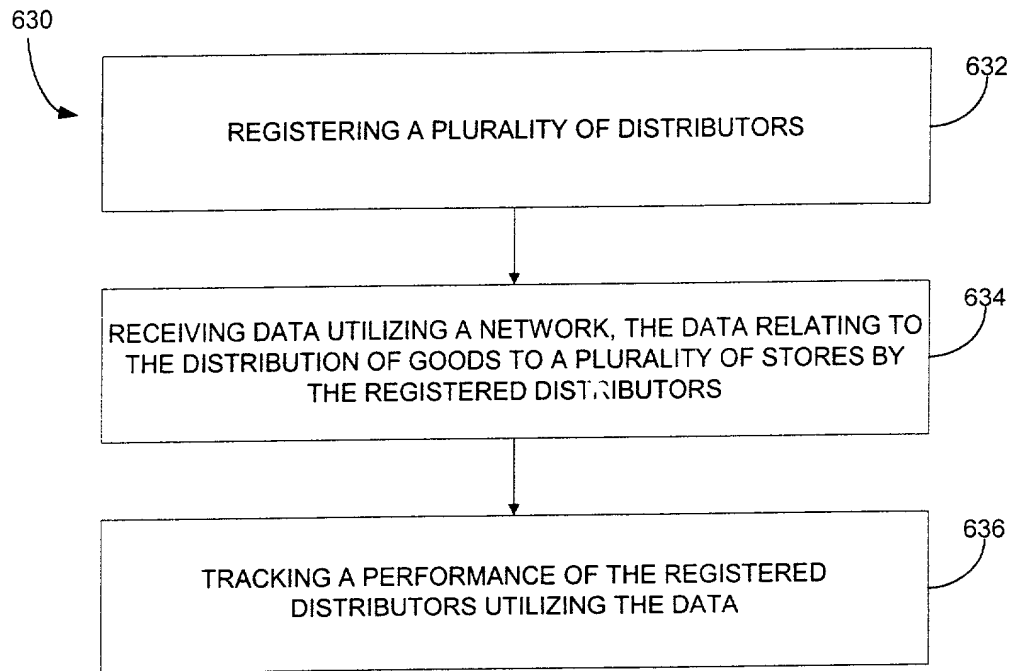 630
632
REGISTERING A PLURALITY OF DISTRIBUTORS
634
RECEIVING DATA UTILIZING A NETWORK, THE DATA RELATING TO
THE DISTRIBUTION OF GOODS TO A PLURALITY OF STORES BY
THE REGISTERED DISTRIBUTORS
636
TRACKING A PERFORMANCE OF THE REGISTERED
DISTRIBUTORS UTILIZING THE DATA